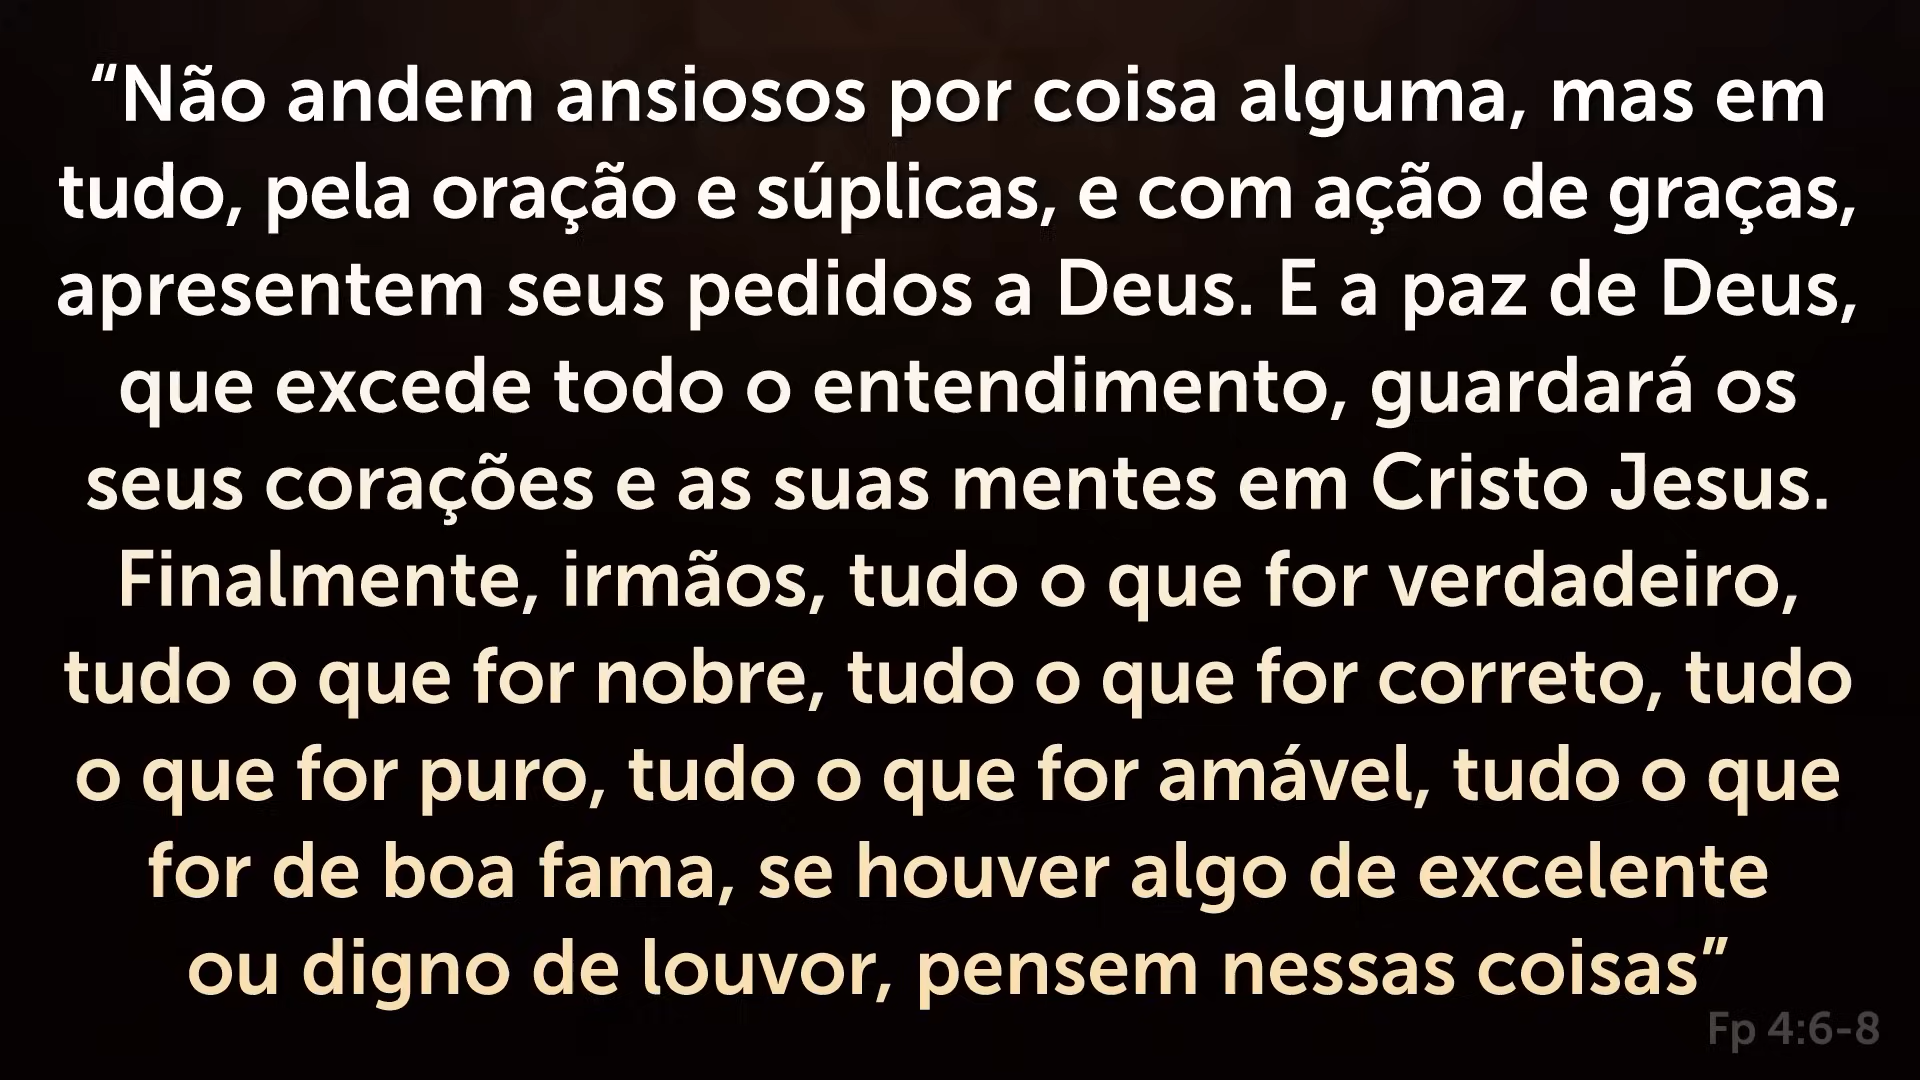 “Não andem ansiosos por coisa alguma, mas em
tudo, pela oração e súplicas, e com ação de graças,
apresentem seus pedidos a Deus. E a paz de Deus,
que excede todo o entendimento, guardará os
seus corações e as suas mentes em Cristo Jesus.
Finalmente, irmãos, tudo o que for verdadeiro,
tudo o que for nobre, tudo o que for correto, tudo
o que for puro, tudo o que for amável, tudo o que
for de boa fama, se houver algo de excelente
ou digno de louvor, pensem nessas coisas”
Fp 4:6-8